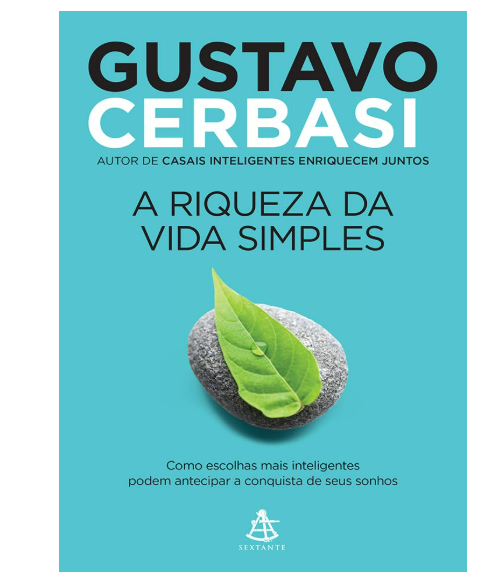 GUSTAVO
CERBASI
AUTOR DE CASAIS INTELIGENTES ENRIQUECEM JUNTOS
A RIQUEZA DA
VIDA SIMPLES
Como escolhas mais inteligentes
podem antecipar a conquista de seus sonhos
SEXTANTE